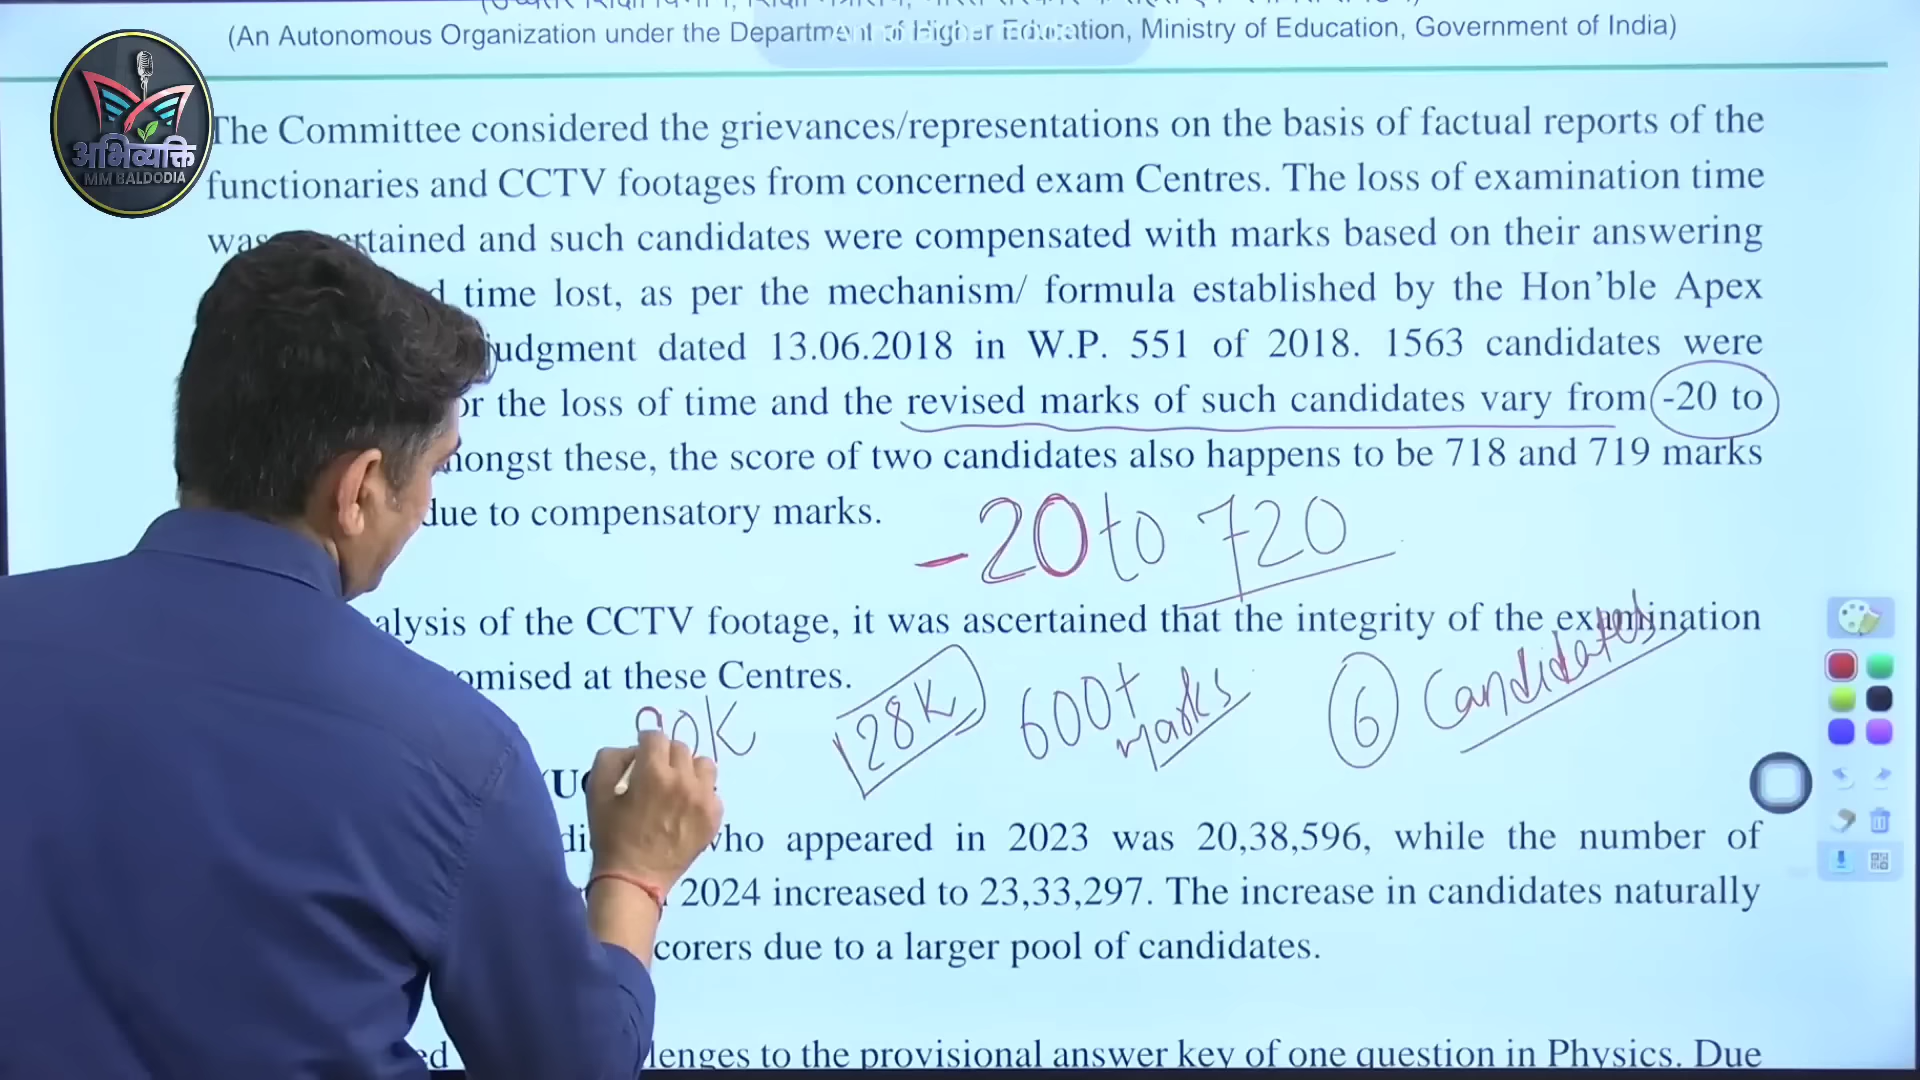 (An Autonomous Organization under the Department of Higher Education, Ministry of Education, Government of India)
अभिव्यक्ति
MM BALDODIA
The Committee considered the grievances/representations on the basis of factual reports of the
functionaries and CCTV footages from concerned exam Centres. The loss of examination time
was ertained and such candidates were compensated with marks based on their answering
time lost, as per the mechanism/ formula established by the Hon'ble Apex
judgment dated 13.06.2018 in W.P. 551 of 2018. 1563 candidates were
or the loss of time and the revised marks of such candidates vary from -20 to
mongst these, the score of two candidates also happens to be 718 and 719 marks
due to compensatory marks.
-20 to 720
alysis of the CCTV footage, it was ascertained that the integrity of the examination
omised at these Centres.
28K 600+ marks 6 Candidates
who appeared in 2023 was 20,38,596, while the number of
2024 increased to 23,33,297. The increase in candidates naturally
corers due to a larger pool of candidates.
lenges to the provisional answer key of one question in Physics. Due